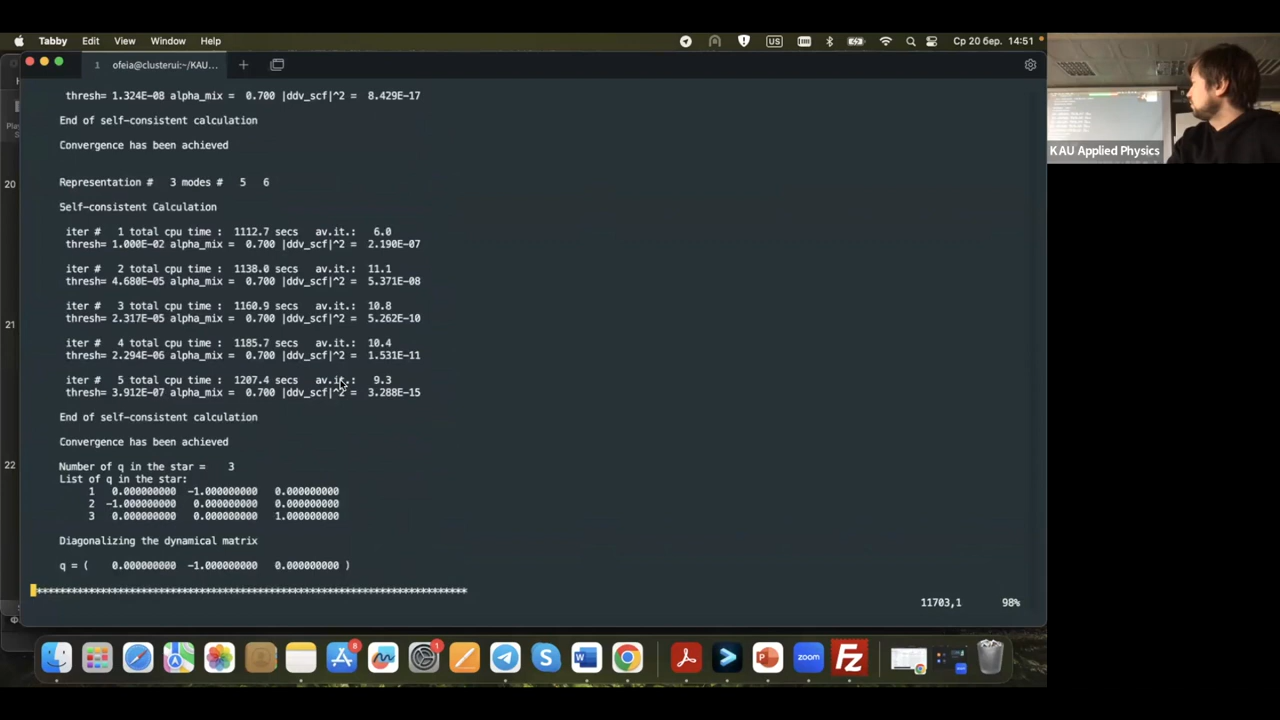 Tabby Edit View Window Help US Ср 20 бер. 14:51
1 ofeia@clusterui:~/KAU... +
thresh= 1.324E-08 alpha_mix = 0.700 |ddv_scf|^2 = 8.429E-17
End of self-consistent calculation
Convergence has been achieved
Representation # 3 modes # 5 6
Self-consistent Calculation
iter # 1 total cpu time : 1112.7 secs av.it.: 6.0
thresh= 1.000E-02 alpha_mix = 0.700 |ddv_scf|^2 = 2.190E-07
iter # 2 total cpu time : 1138.0 secs av.it.: 11.1
thresh= 4.680E-05 alpha_mix = 0.700 |ddv_scf|^2 = 5.371E-08
iter # 3 total cpu time : 1160.9 secs av.it.: 10.8
thresh= 2.317E-05 alpha_mix = 0.700 |ddv_scf|^2 = 5.262E-10
iter # 4 total cpu time : 1185.7 secs av.it.: 10.4
thresh= 2.294E-06 alpha_mix = 0.700 |ddv_scf|^2 = 1.531E-11
iter # 5 total cpu time : 1207.4 secs av.it.: 9.3
thresh= 3.912E-07 alpha_mix = 0.700 |ddv_scf|^2 = 3.288E-15
End of self-consistent calculation
Convergence has been achieved
Number of q in the star = 3
List of q in the star:
1 0.000000000 -1.000000000 0.000000000
2 -1.000000000 0.000000000 0.000000000
3 0.000000000 0.000000000 1.000000000
Diagonalizing the dynamical matrix
q = ( 0.000000000 -1.000000000 0.000000000 )
**************************************************************************
11703,1 98%
20
21
22
KAU Applied Physics
8
1
W
P
zoom
FZ